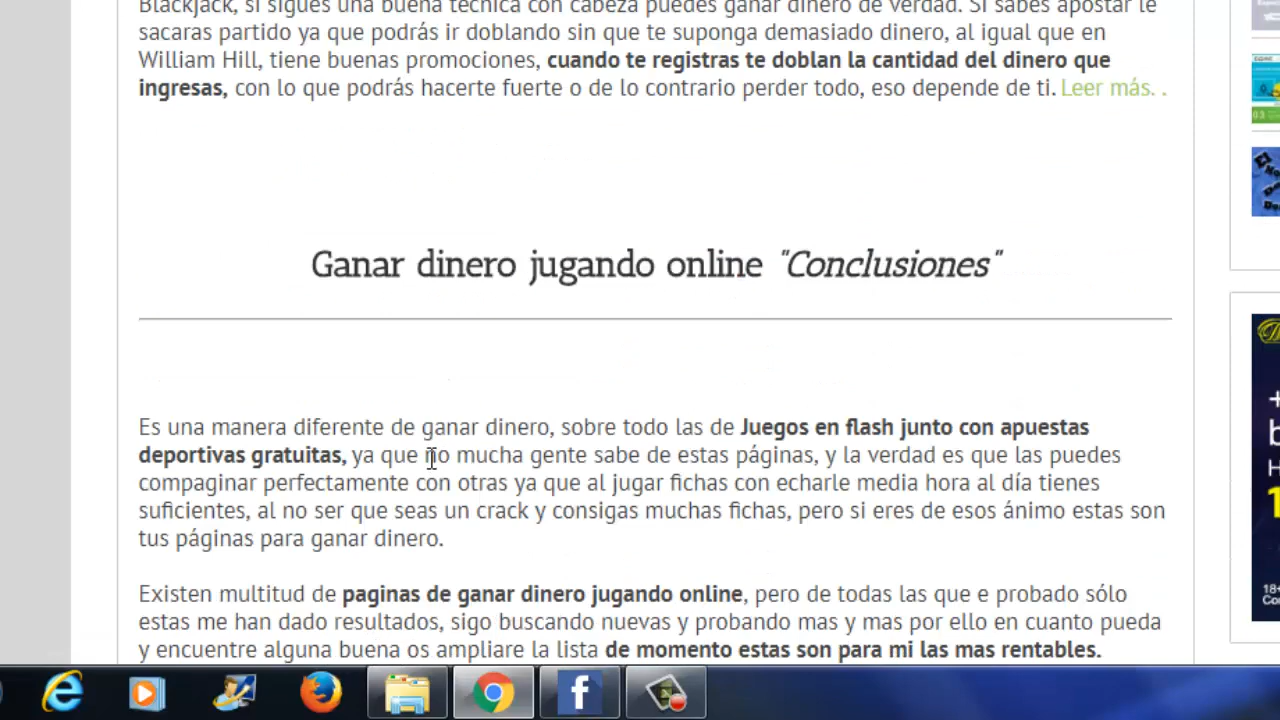 Blackjack, si sigues una buena técnica con cabeza puedes ganar dinero de verdad. Si sabes apostar le
sacaras partido ya que podrás ir doblando sin que te suponga demasiado dinero, al igual que en
William Hill, tiene buenas promociones, cuando te registras te doblan la cantidad del dinero que
ingresas, con lo que podrás hacerte fuerte o de lo contrario perder todo, eso depende de ti. Leer más. .
Ganar dinero jugando online "Conclusiones"
Es una manera diferente de ganar dinero, sobre todo las de Juegos en flash junto con apuestas
deportivas gratuitas, ya que no mucha gente sabe de estas páginas, y la verdad es que las puedes
compaginar perfectamente con otras ya que al jugar fichas con echarle media hora al día tienes
suficientes, al no ser que seas un crack y consigas muchas fichas, pero si eres de esos ánimo estas son
tus páginas para ganar dinero.
Existen multitud de paginas de ganar dinero jugando online, pero de todas las que e probado sólo
estas me han dado resultados, sigo buscando nuevas y probando mas y mas por ello en cuanto pueda
y encuentre alguna buena os ampliare la lista de momento estas son para mi las mas rentables.